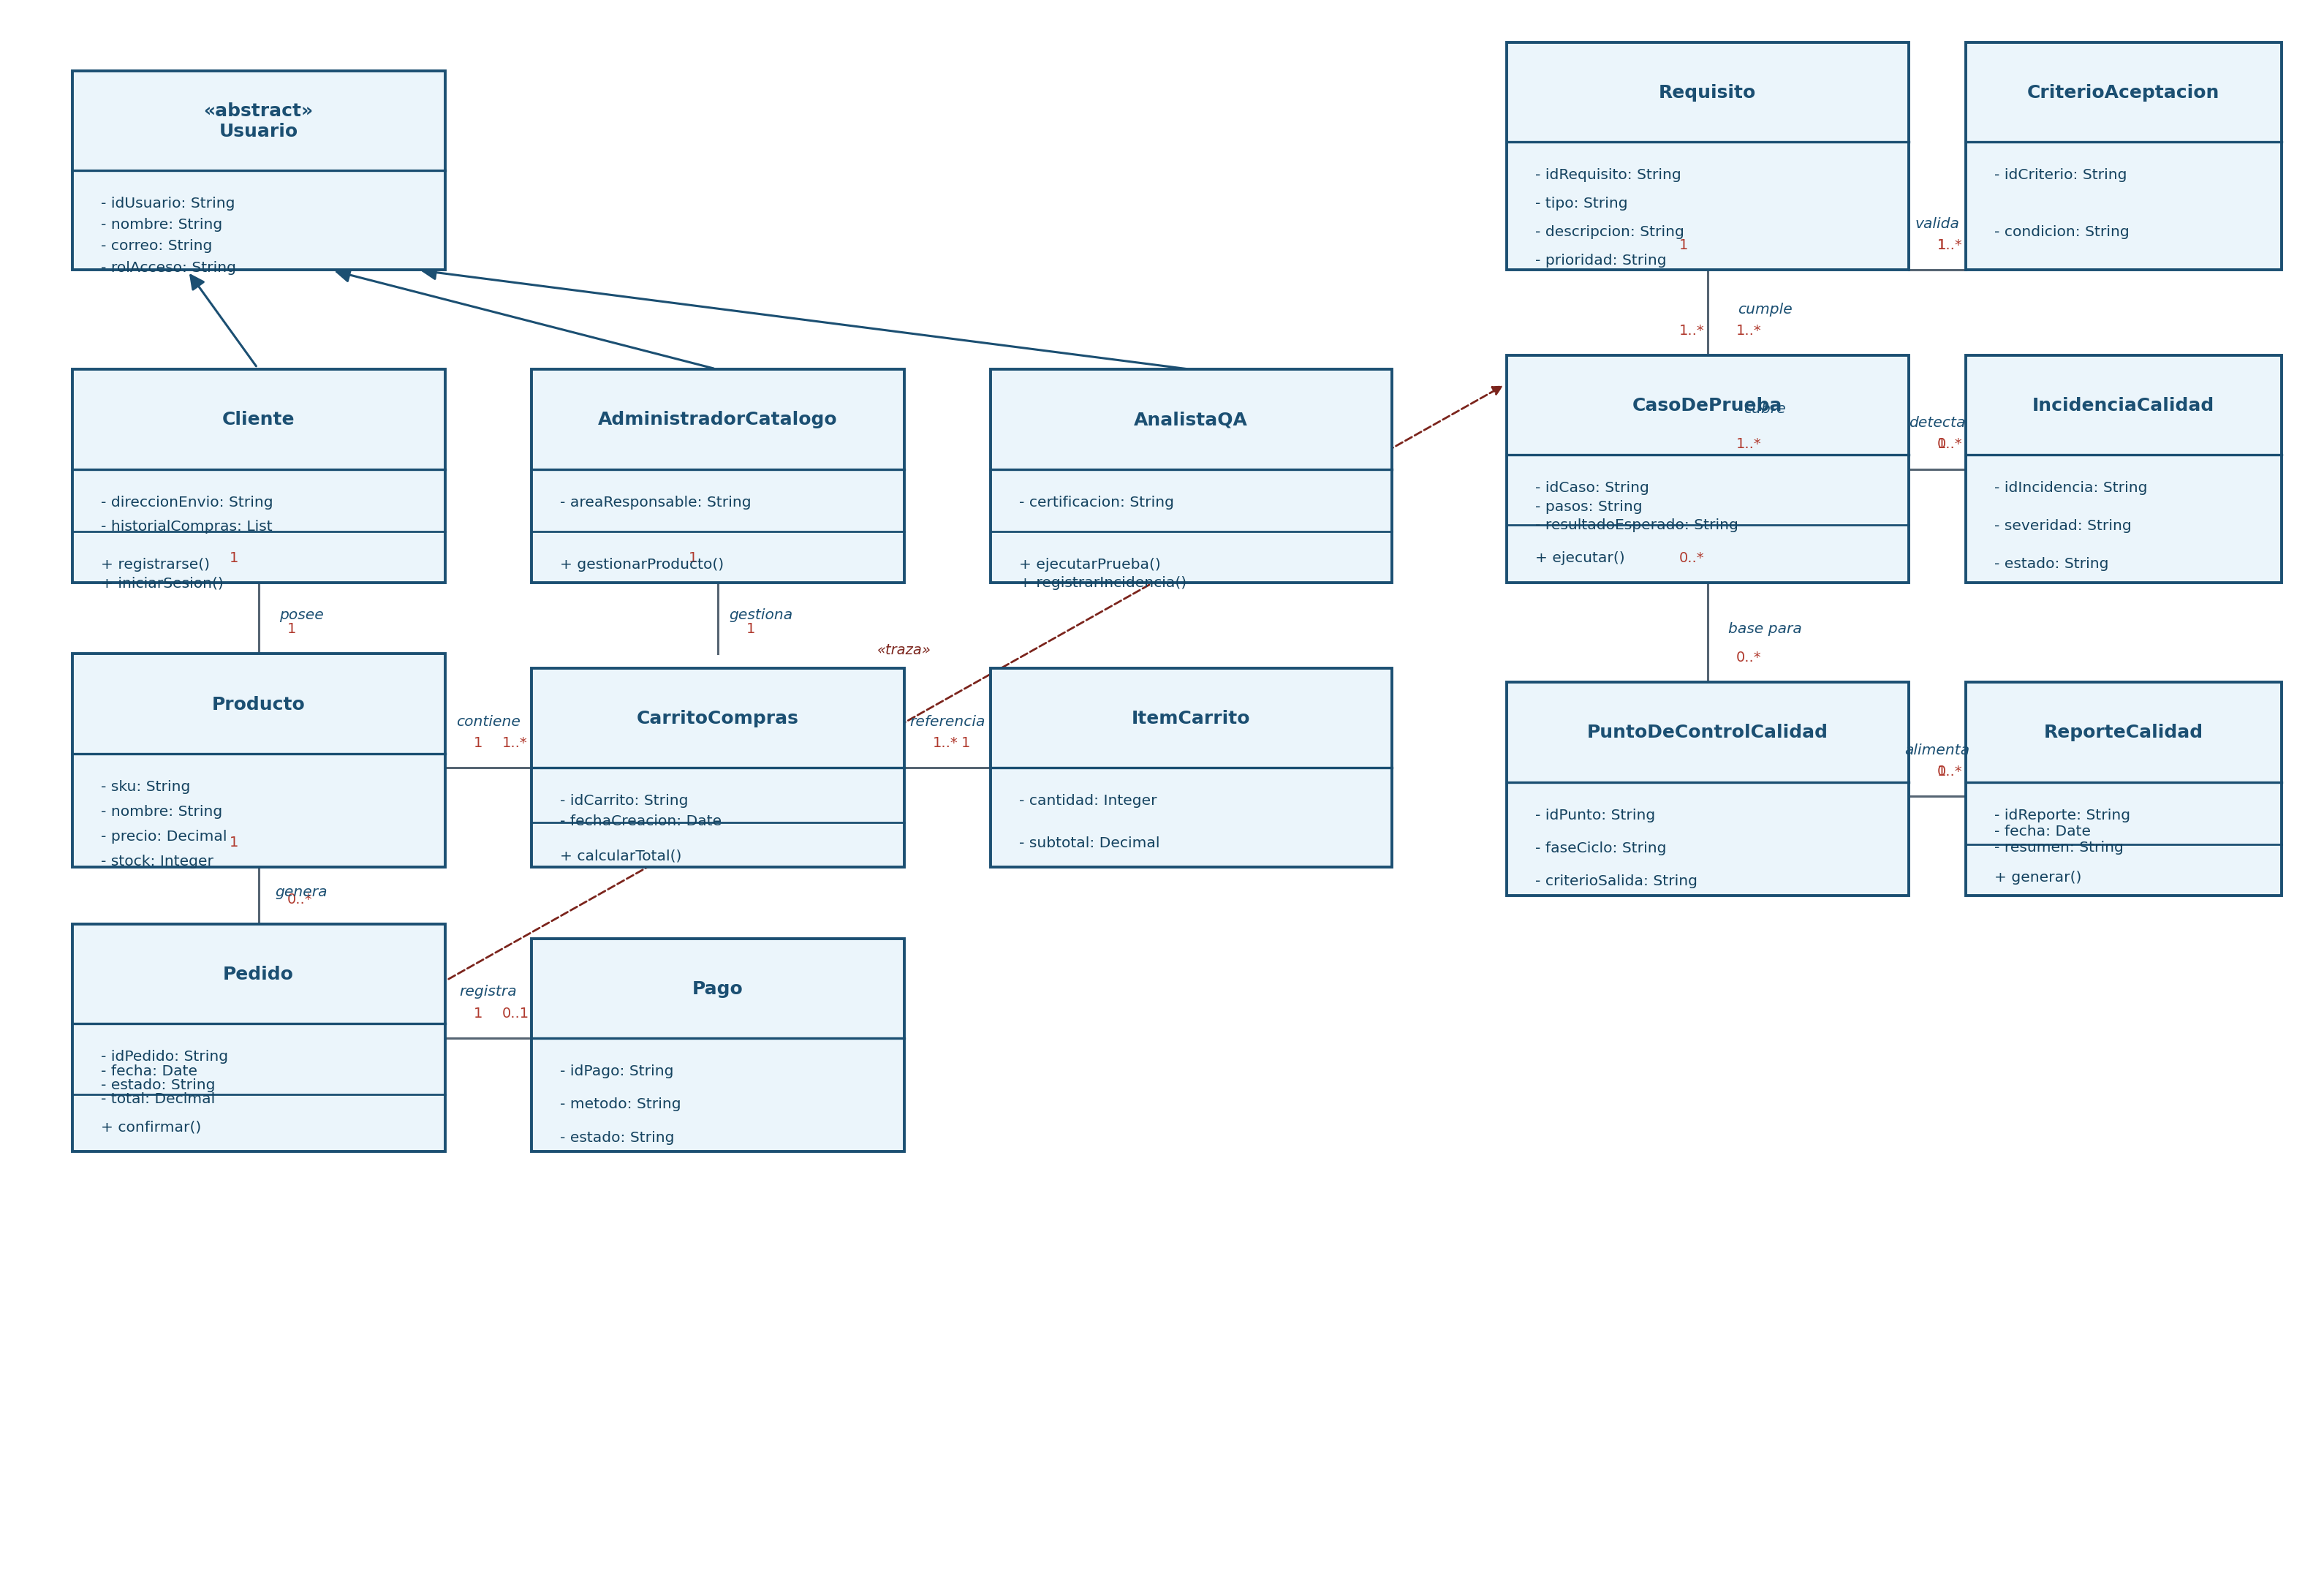 «abstract»
Usuario
- idUsuario: String
- nombre: String
- correo: String
- rolAcceso: String
Requisito
- idRequisito: String
- tipo: String
- descripcion: String
1
- prioridad: String
valida
1..*
CriterioAceptacion
- idCriterio: String
- condicion: String
cumple
1..*
1..*
Cliente
- direccionEnvio: String
- historialCompras: List
+ registrarse()
1
+ iniciarSesion()
AdministradorCatalogo
- areaResponsable: String
1
+ gestionarProducto()
AnalistaQA
- certificacion: String
+ ejecutarPrueba()
+ registrarIncidencia()
CasoDePrueba
cubre
1..*
- idCaso: String
- pasos: String
- resultadoEsperado: String
+ ejecutar()
0..*
detecta
1
0..*
IncidenciaCalidad
- idIncidencia: String
- severidad: String
- estado: String
posee
1
gestiona
1
«traza»
base para
0..*
Producto
- sku: String
- nombre: String
- precio: Decimal
1
- stock: Integer
contiene
1
1..*
CarritoCompras
- idCarrito: String
- fechaCreacion: Date
+ calcularTotal()
referencia
1..*
1
ItemCarrito
- cantidad: Integer
- subtotal: Decimal
PuntoDeControlCalidad
- idPunto: String
- faseCiclo: String
- criterioSalida: String
alimenta
1
0..*
ReporteCalidad
- idReporte: String
- fecha: Date
- resumen: String
+ generar()
genera
0..*
Pedido
- idPedido: String
- fecha: Date
- estado: String
- total: Decimal
+ confirmar()
registra
1
0..1
Pago
- idPago: String
- metodo: String
- estado: String